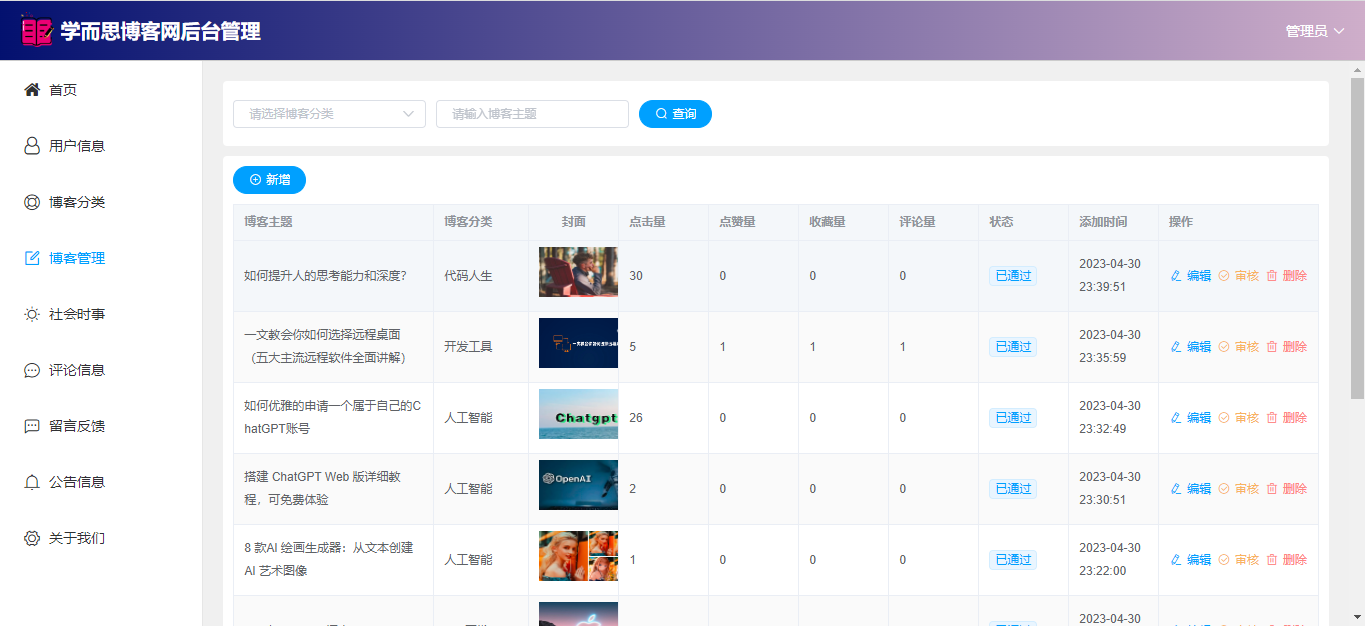 学而思博客网后台管理
管理员
首页
用户信息
博客分类
博客管理
社会时事
评论信息
留言反馈
公告信息
关于我们
请选择博客分类
请输入博客主题
查询
新增
博客主题 博客分类 封面 点击量 点赞量 收藏量 评论量 状态 添加时间 操作
如何提升人的思考能力和深度？ 代码人生 30 0 0 0 已通过 2023-04-30
23:39:51 编辑 审核 删除
一文教会你如何选择远程桌面
（五大主流远程软件全面讲解） 开发工具 5 1 1 1 已通过 2023-04-30
23:35:59 编辑 审核 删除
如何优雅的申请一个属于自己的C
hatGPT账号 人工智能 Chatgpt 26 0 0 0 已通过 2023-04-30
23:32:49 编辑 审核 删除
搭建 ChatGPT Web 版详细教
程，可免费体验 人工智能 OpenAI 2 0 0 0 已通过 2023-04-30
23:30:51 编辑 审核 删除
8 款AI 绘画生成器：从文本创建
AI 艺术图像 人工智能 1 0 0 0 已通过 2023-04-30
23:22:00 编辑 审核 删除
2023-04-30